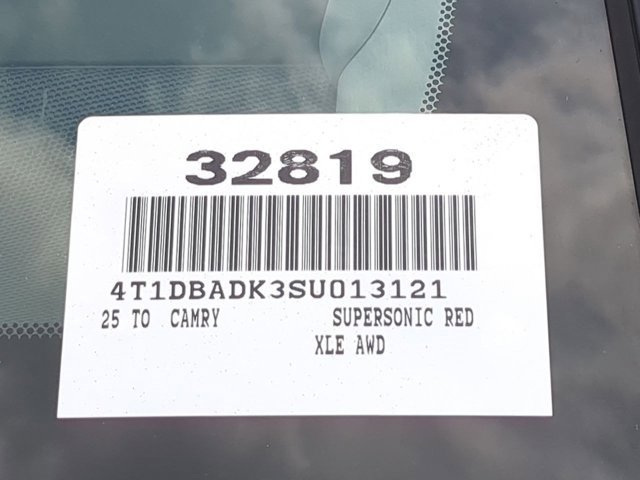 32819
4T1DBADK3SU013121
25 TO CAMRY SUPERSONIC RED
XLE AWD